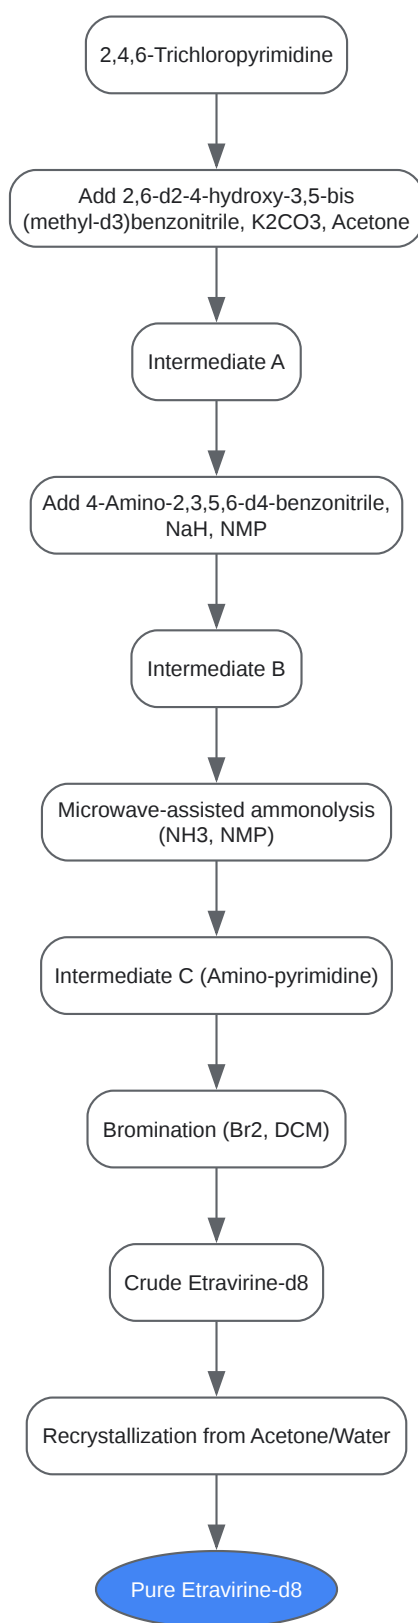 2,4,6-Trichloropyrimidine
Add 2,6-d2-4-hydroxy-3,5-bis
(methyl-d3)benzonitrile, K2CO3, Acetone
Intermediate A
Add 4-Amino-2,3,5,6-d4-benzonitrile,
NaH, NMP
Intermediate B
Microwave-assisted ammonolysis
(NH3, NMP)
Intermediate C (Amino-pyrimidine)
Bromination (Br2, DCM)
Crude Etravirine-d8
Recrystallization from Acetone/Water
Pure Etravirine-d8